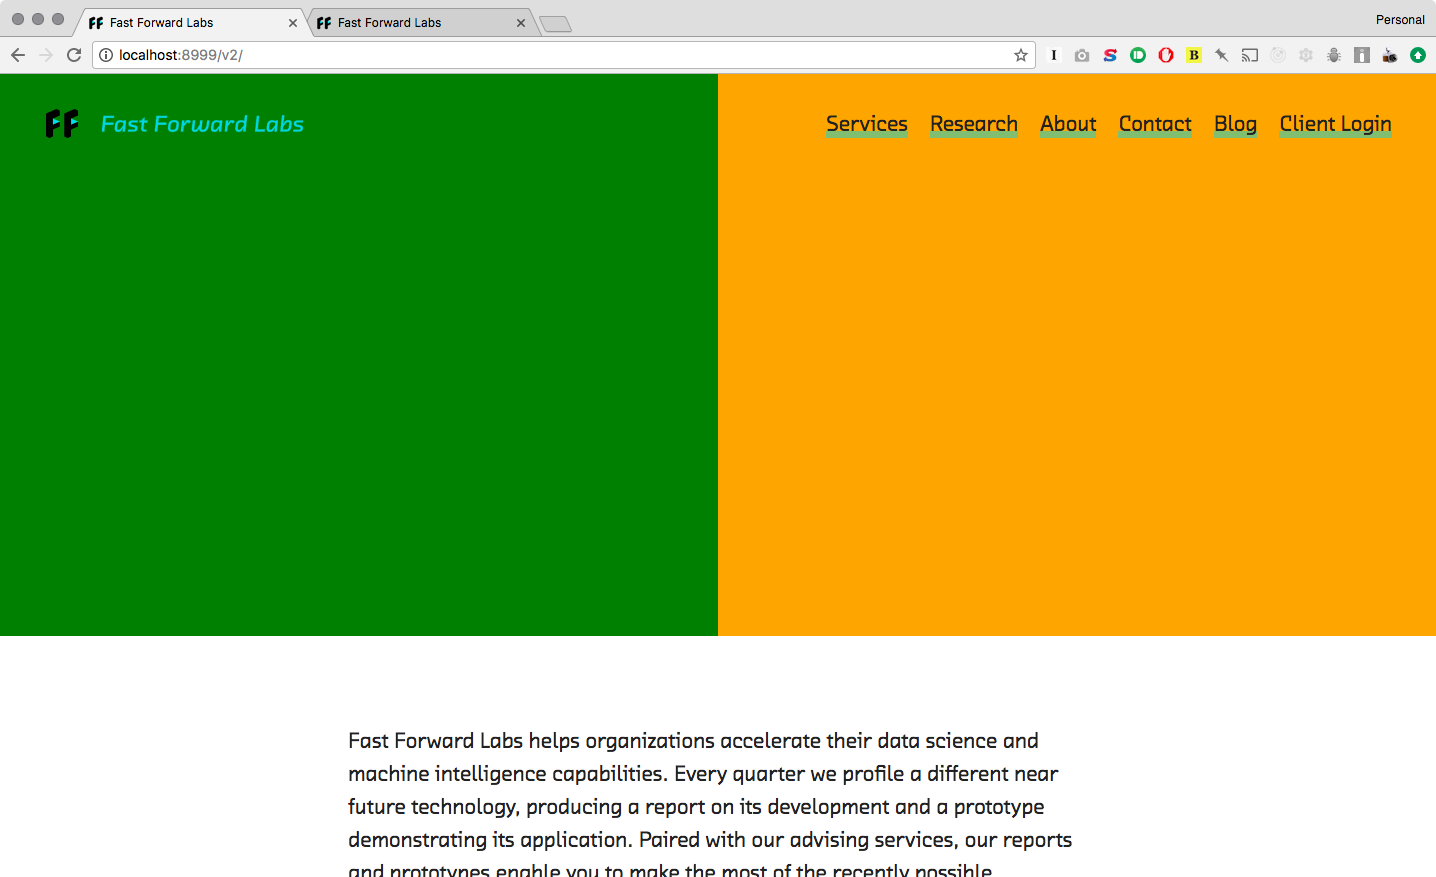 Fast Forward Labs
Fast Forward Labs
Personal
localhost:8999/v2/
FF Fast Forward Labs
Services Research About Contact Blog Client Login
Fast Forward Labs helps organizations accelerate their data science and
machine intelligence capabilities. Every quarter we profile a different near
future technology, producing a report on its development and a prototype
demonstrating its application. Paired with our advising services, our reports
and prototypes enable you to make the most of the recently possible.